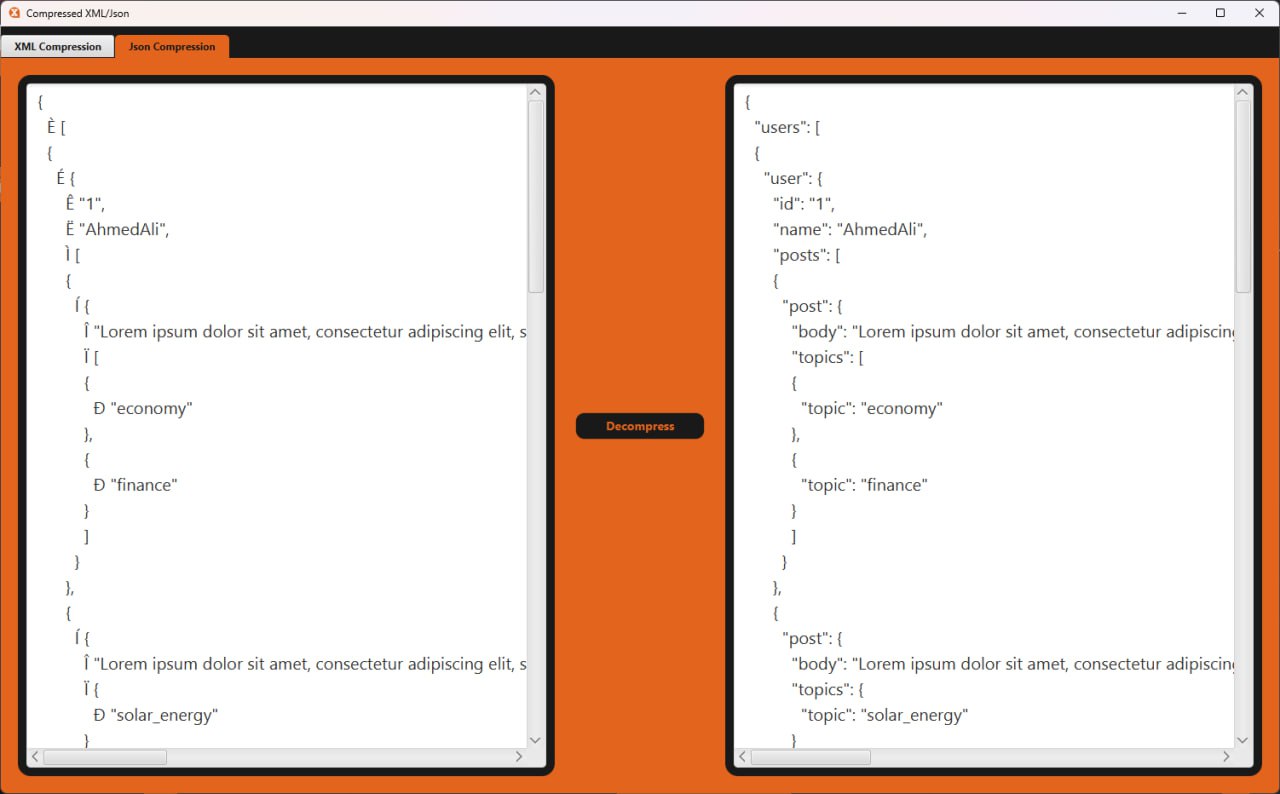 Compressed XML/Json
XML Compression
Json Compression
{
È [
{
É {
Ê "1",
Ë "AhmedAli",
Ì [
{
Í {
Î "Lorem ipsum dolor sit amet, consectetur adipiscing elit, s
Ï [
{
Ð "economy"
},
{
Ð "finance"
}
]
}
},
{
Í {
Î "Lorem ipsum dolor sit amet, consectetur adipiscing elit, s
Ï {
Ð "solar_energy"
}
Decompress
{
"users": [
{
"user": {
"id": "1",
"name": "AhmedAli",
"posts": [
{
"post": {
"body": "Lorem ipsum dolor sit amet, consectetur adipiscing
"topics": [
{
"topic": "economy"
},
{
"topic": "finance"
}
]
}
},
{
"post": {
"body": "Lorem ipsum dolor sit amet, consectetur adipiscing
"topics": {
"topic": "solar_energy"
}